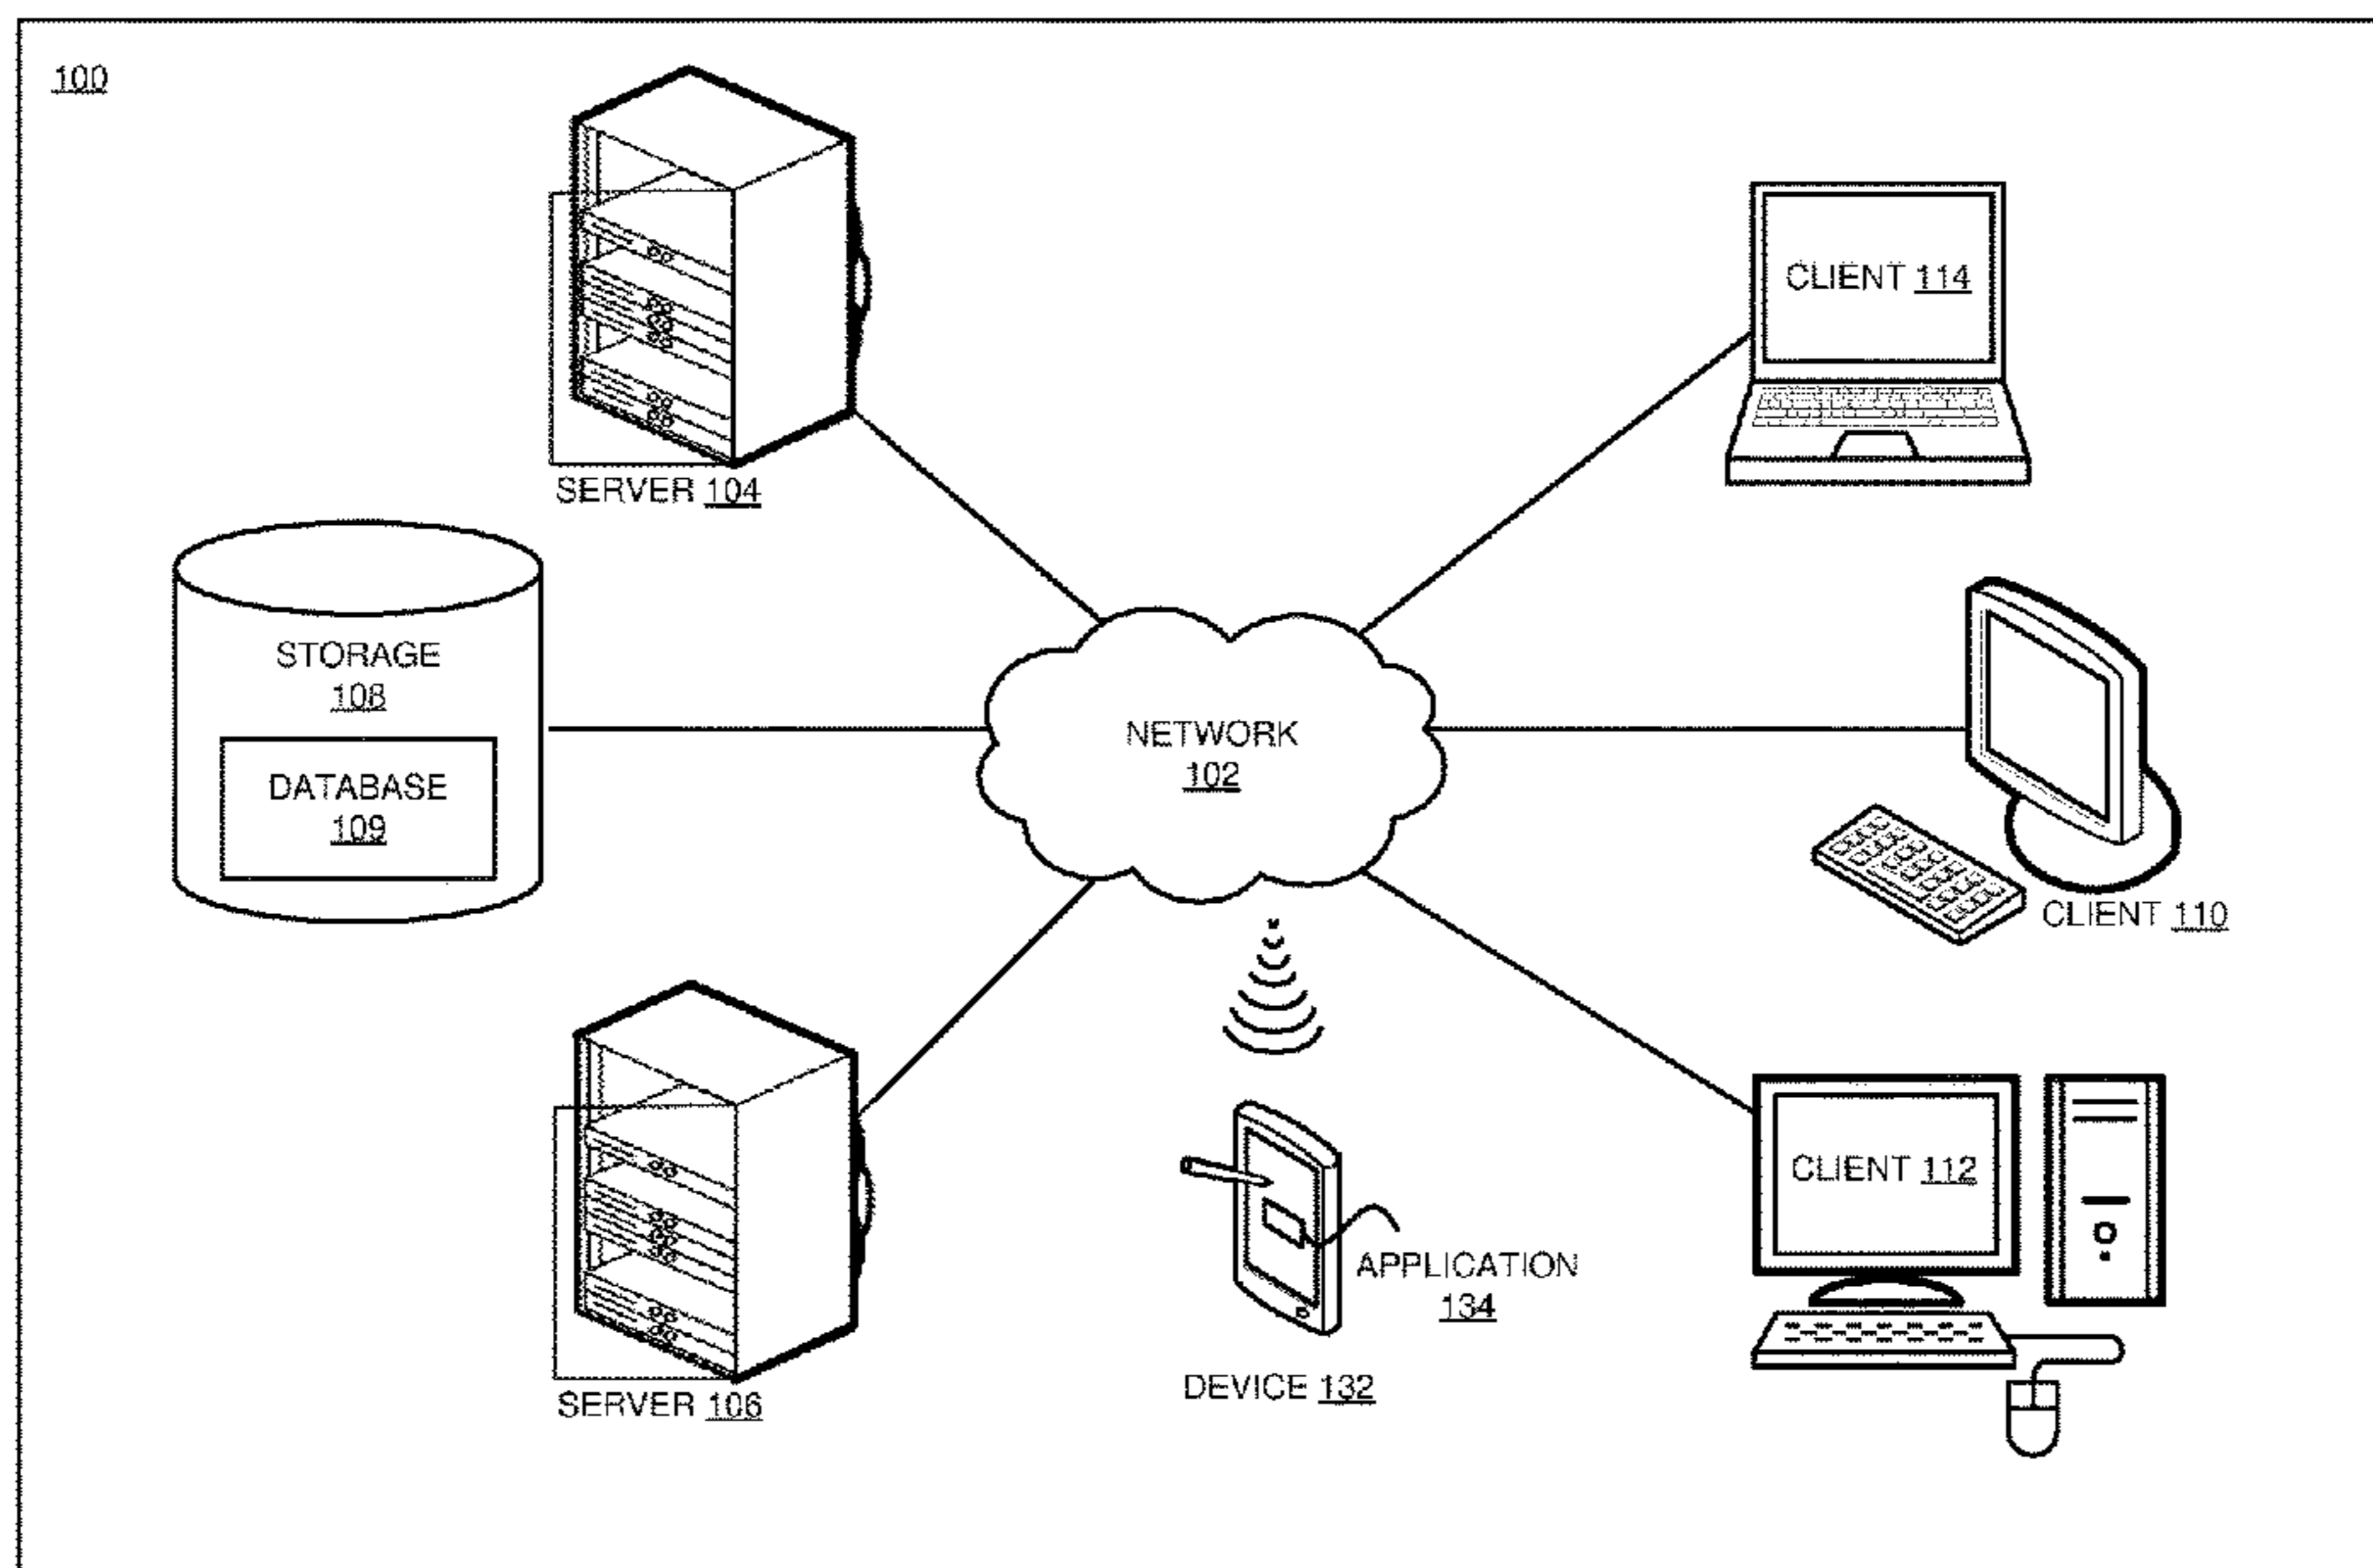 100
SERVER 104
CLIENT 114
STORAGE
108
DATABASE
109
NETWORK
102
CLIENT 110
SERVER 106
DEVICE 132
APPLICATION
134
CLIENT 112